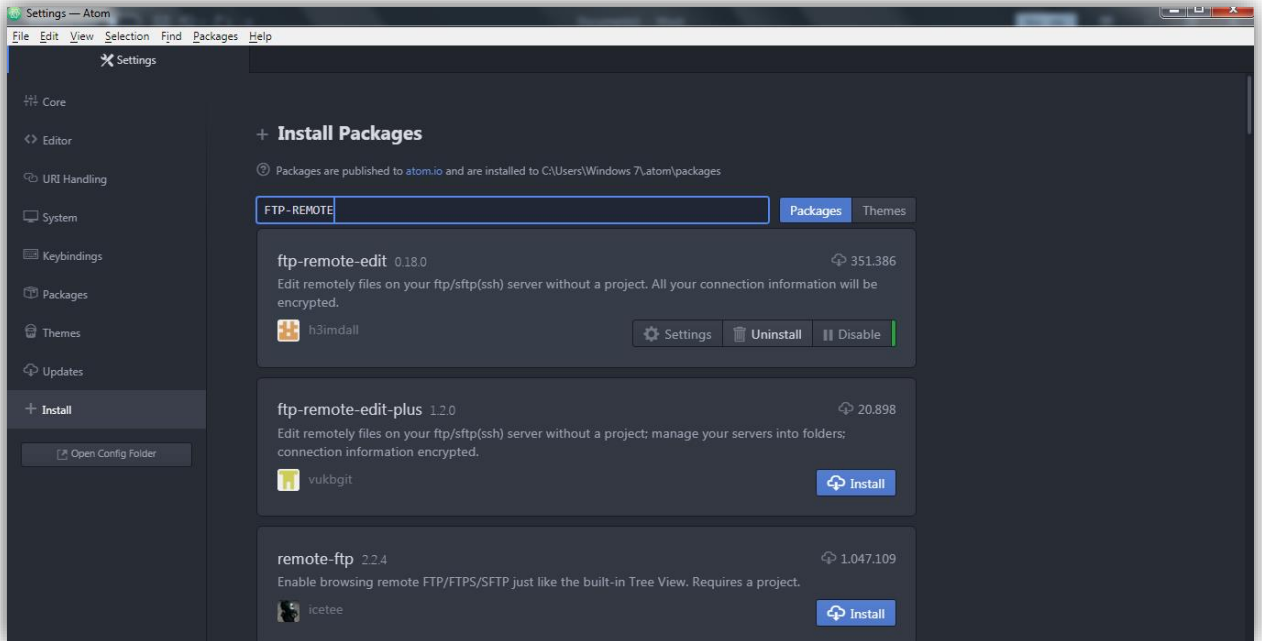 Settings — Atom
File Edit View Selection Find Packages Help
Settings
Core
Editor
URI Handling
System
Keybindings
Packages
Themes
Updates
Install
Open Config Folder
Install Packages
Packages are published to atom.io and are installed to C:\Users\Windows 7\.atom\packages
FTP-REMOTE
Packages Themes
ftp-remote-edit 0.18.0 351.386
Edit remotely files on your ftp/sftp(ssh) server without a project. All your connection information will be
encrypted.
h3imdall Settings Uninstall Disable
ftp-remote-edit-plus 1.2.0 20.898
Edit remotely files on your ftp/sftp(ssh) server without a project; manage your servers into folders;
connection information encrypted.
vukbgit Install
remote-ftp 2.2.4 1.047.109
Enable browsing remote FTP/FTPS/SFTP just like the built-in Tree View. Requires a project.
icetee Install